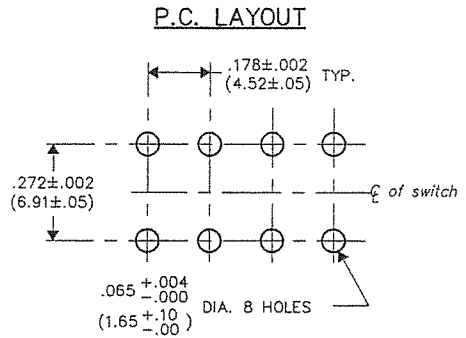 P.C. LAYOUT
.178±.002
(4.52±.05) TYP.
.272±.002
(6.91±.05)
℄ of switch
.065 +.004
-.000
(1.65 +.10
-.00 )
DIA. 8 HOLES